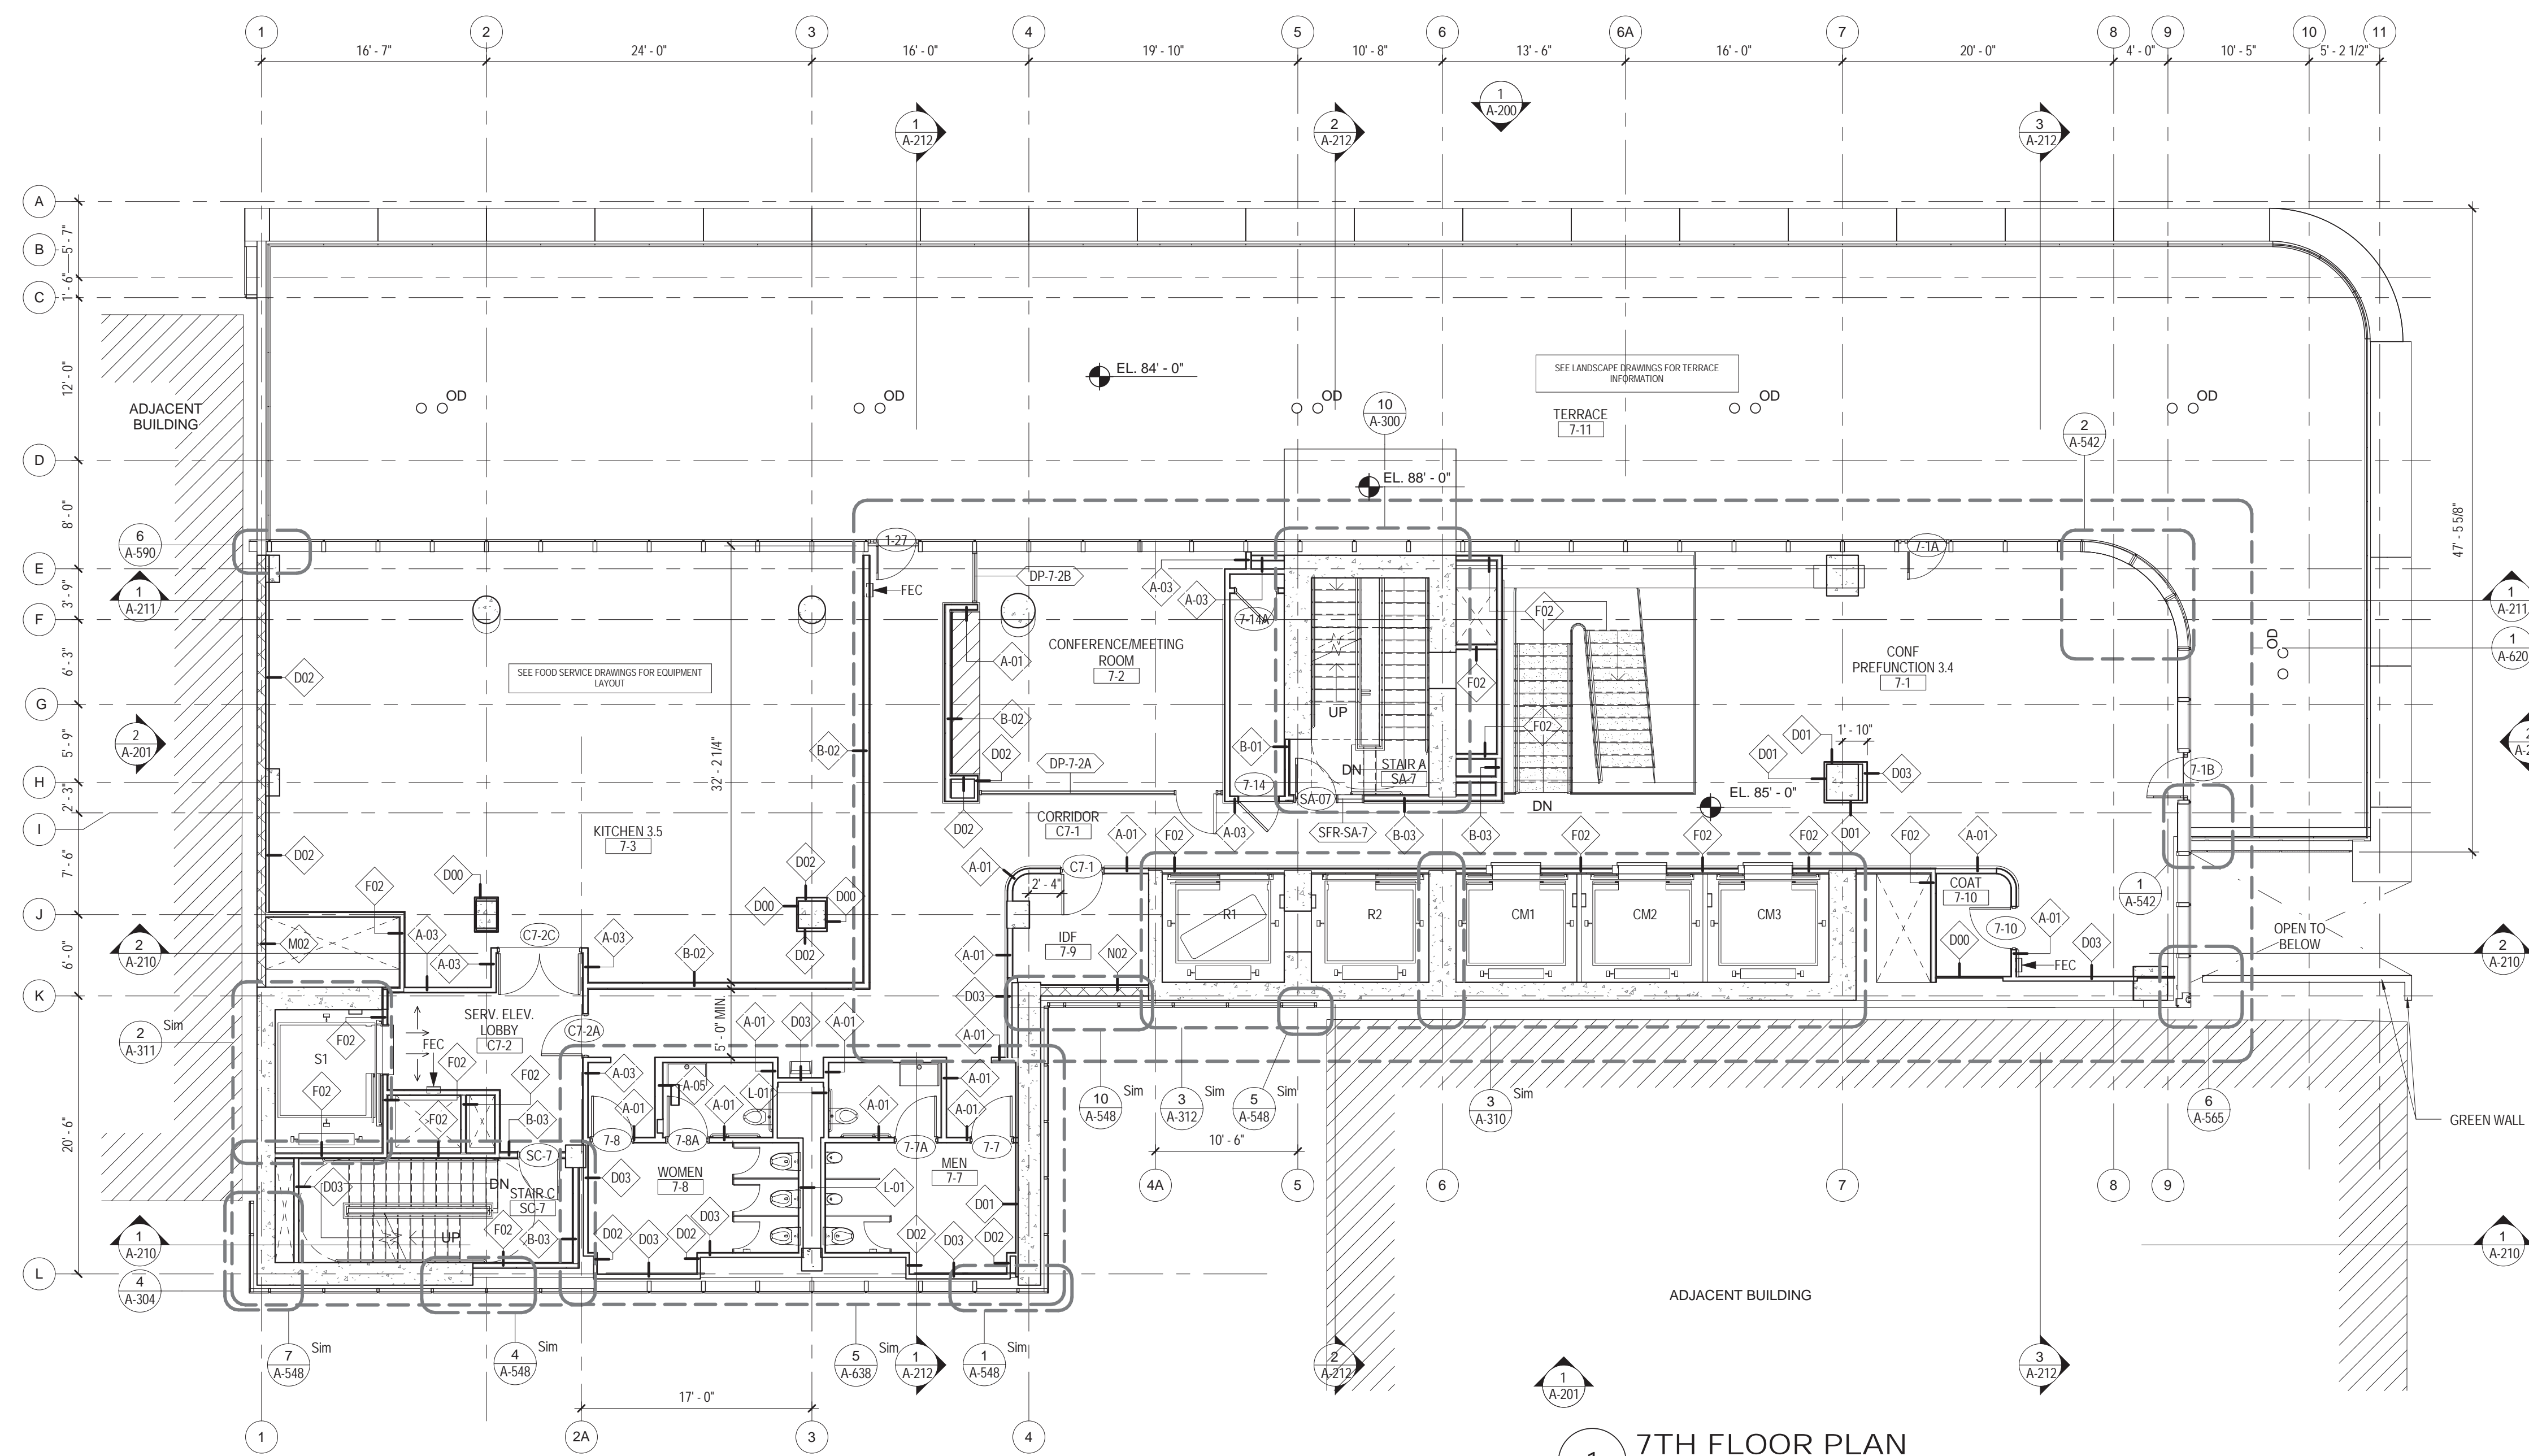 1
2
3
4
5
6
6A
7
8
9
10
11
16' - 7"
24' - 0"
16' - 0"
19' - 10"
10' - 8"
13' - 6"
16' - 0"
20' - 0"
4' - 0"
10' - 5"
5' - 2 1/2"
1
A-212
2
A-212
1
A-200
3
A-212
A
B
C
D
E
F
G
H
I
J
K
L
5' - 7"
1' - 6"
12' - 0"
8' - 0"
3' - 9"
6' - 3"
5' - 9"
2' - 3"
7' - 6"
6' - 0"
20' - 6"
ADJACENT
BUILDING
OD
OD
OD
OD
OD
OD
EL. 84' - 0"
SEE LANDSCAPE DRAWINGS FOR TERRACE
INFORMATION
TERRACE
7-11
10
A-300
2
A-542
EL. 88' - 0"
47' - 5 5/8"
6
A-590
1
A-211
2
A-201
2
A-210
2
A-311
Sim
1
A-210
4
A-304
1-27
FEC
DP-7-2B
A-03
A-03
7-14A
7-1A
F02
F02
F02
1
A-211
1
A-620
CONFERENCE/MEETING
ROOM
7-2
A-01
B-02
D02
DP-7-2A
B-01
7-14
UP
DN
STAIR A
SA-7
SA-07
DN
CONF
PREFUNCTION 3.4
7-1
D01
D01
D03
D01
1' - 10"
EL. 85' - 0"
7-1B
SEE FOOD SERVICE DRAWINGS FOR EQUIPMENT
LAYOUT
D02
D02
B-02
32' - 2 1/4"
KITCHEN 3.5
7-3
D02
CORRIDOR
C7-1
A-01
F02
A-03
SFR-SA-7
B-03
B-03
F02
F02
F02
F02
A-01
F02
D00
D02
D00
D00
D02
A-01
2' - 4"
C7-1
R1
R2
CM1
CM2
CM3
COAT
7-10
7-10
A-01
D00
D03
FEC
1
A-542
OPEN TO
BELOW
2
A-210
M02
A-03
A-03
C7-2C
A-03
B-02
IDF
7-9
N02
A-01
D03
A-01
SERV. ELEV.
LOBBY
C7-2
C7-2A
5' - 0" MIN.
A-01
D03
A-01
S1
F02
FEC
F02
F02
F02
F02
B-03
A-03
A-05
L-01
A-01
A-01
A-01
A-01
A-01
7-8
7-8A
7-7A
7-7
SC-7
WOMEN
7-8
MEN
7-7
D03
L-01
D01
D03
DN
STAIR C
SC-7
UP
F02
B-03
D02
D03
D02
D03
D02
D03
D02
10
A-548
Sim
3
A-312
Sim
5
A-548
Sim
3
A-310
Sim
6
A-565
GREEN WALL
10' - 6"
4A
5
6
7
8
9
ADJACENT BUILDING
1
A-210
7
A-548
Sim
4
A-548
Sim
5
A-638
Sim
1
A-212
1
A-548
Sim
2
A-212
1
A-201
3
A-212
17' - 0"
1
2A
3
4
1
7TH FLOOR PLAN